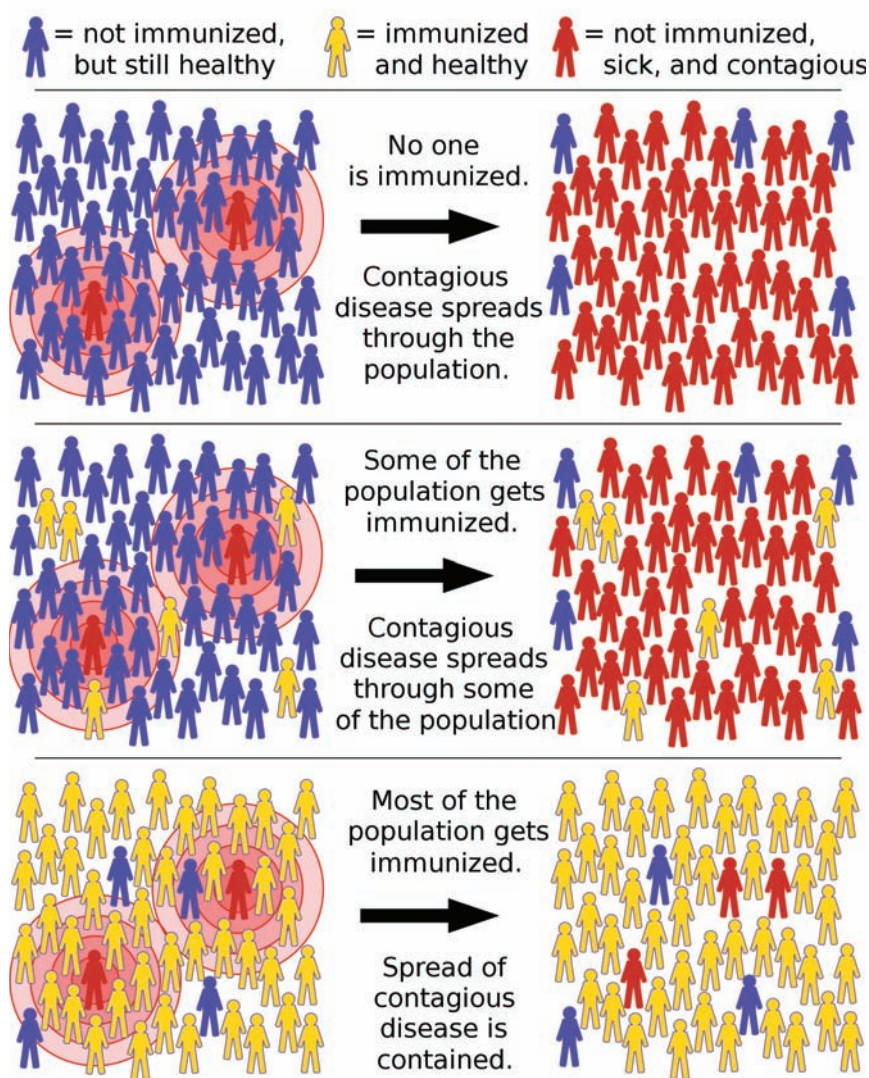 = not immunized,
but still healthy
= immunized
and healthy
= not immunized,
sick, and contagious
No one
is immunized.
Contagious
disease spreads
through the
population.
Some of the
population gets
immunized.
Contagious
disease spreads
through some
of the population
Most of the
population gets
immunized.
Spread of
contagious
disease is
contained.